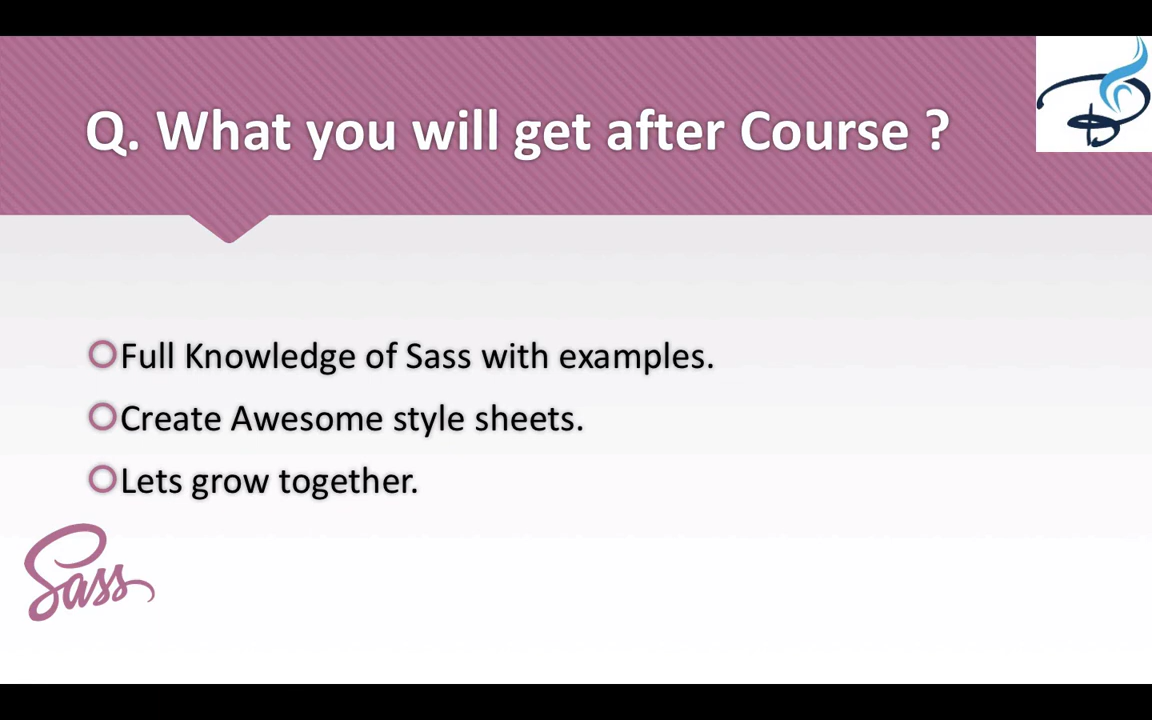 Q. What you will get after Course ?
Full Knowledge of Sass with examples.
Create Awesome style sheets.
Lets grow together.
Sass